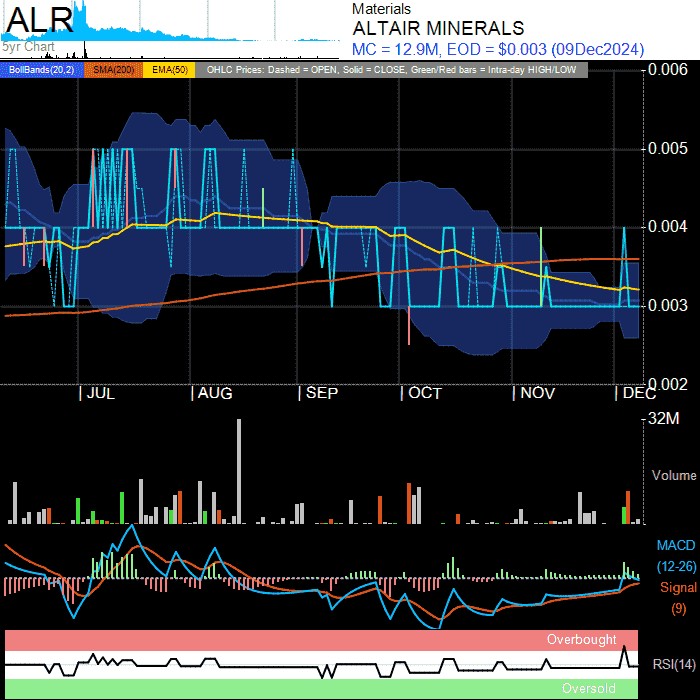 ALR
5yr Chart
Materials
ALTAIR MINERALS
MC = 12.9M, EOD = $0.003 (09Dec2024)
BollBands(20,2) SMA(200) EMA(50) OHLC Prices: Dashed = OPEN, Solid = CLOSE, Green/Red bars = Intra-day HIGH/LOW
0.006
0.005
0.004
0.003
0.002
| JUL | AUG | SEP | OCT | NOV | DEC
32M
Volume
MACD
(12-26)
Signal
(9)
Overbought
RSI(14)
Oversold